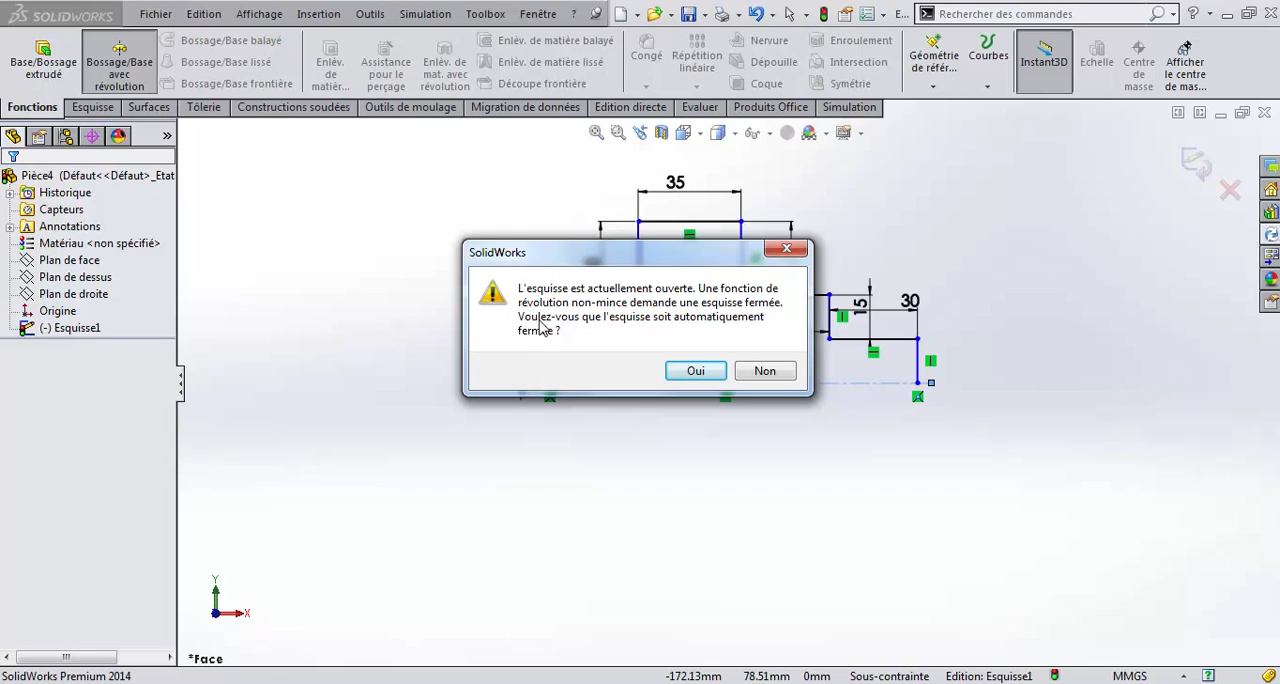 SOLIDWORKS
Fichier Edition Affichage Insertion Outils Simulation Toolbox Fenêtre ? E... Rechercher des commandes
Base/Bossage extrudé
Bossage/Base avec révolution
Bossage/Base balayé
Bossage/Base lissé
Bossage/Base frontière
Enlèv. de matièr...
Assistance pour le perçage
Enlèv. de mat. avec révolution
Enlèv. de matière balayé
Enlèv. de matière lissé
Découpe frontière
Congé
Répétition linéaire
Nervure
Dépouille
Coque
Enroulement
Intersection
Symétrie
Géométrie de référ...
Courbes
Instant3D
Echelle
Centre de masse
Afficher le centre de mas...
Fonctions Esquisse Surfaces Tôlerie Constructions soudées Outils de moulage Migration de données Edition directe Evaluer Produits Office Simulation
Pièce4 (Défaut<<Défaut>_Etat
Historique
Capteurs
Annotations
Matériau <non spécifié>
Plan de face
Plan de dessus
Plan de droite
Origine
(-) Esquisse1
35
15
30
SolidWorks
L'esquisse est actuellement ouverte. Une fonction de
révolution non-mince demande une esquisse fermée.
Voulez-vous que l'esquisse soit automatiquement
fermée ?
Oui Non
Y
X
*Face
SolidWorks Premium 2014 -172.13mm 78.51mm 0mm Sous-contrainte Edition: Esquisse1 MMGS